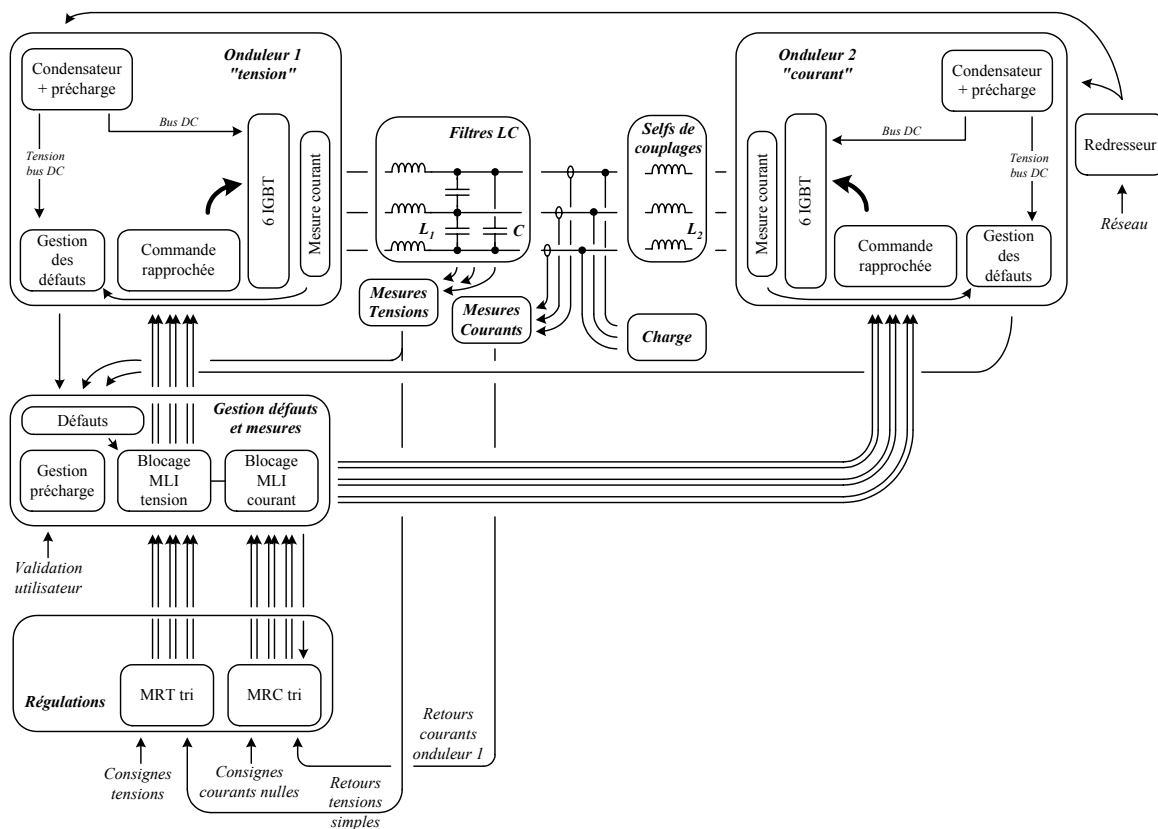 Onduleur 1
"tension"
Condensateur
+ précharge
Bus DC
Tension
bus DC
6 IGBT
Mesure courant
Gestion
des
défauts
Commande
rapprochée
Filtres LC
L1
C
Selfs de
couplages
L2
Onduleur 2
"courant"
Condensateur
+ précharge
Bus DC
Tension
bus DC
Mesure courant
6 IGBT
Commande
rapprochée
Gestion
des
défauts
Redresseur
Réseau
Mesures
Tensions
Mesures
Courants
Charge
Gestion défauts
et mesures
Défauts
Gestion
précharge
Blocage
MLI
tension
Blocage
MLI
courant
Validation
utilisateur
Régulations
MRT tri
MRC tri
Retours
courants
onduleur 1
Consignes
tensions
Consignes
courants nulles
Retours
tensions
simples